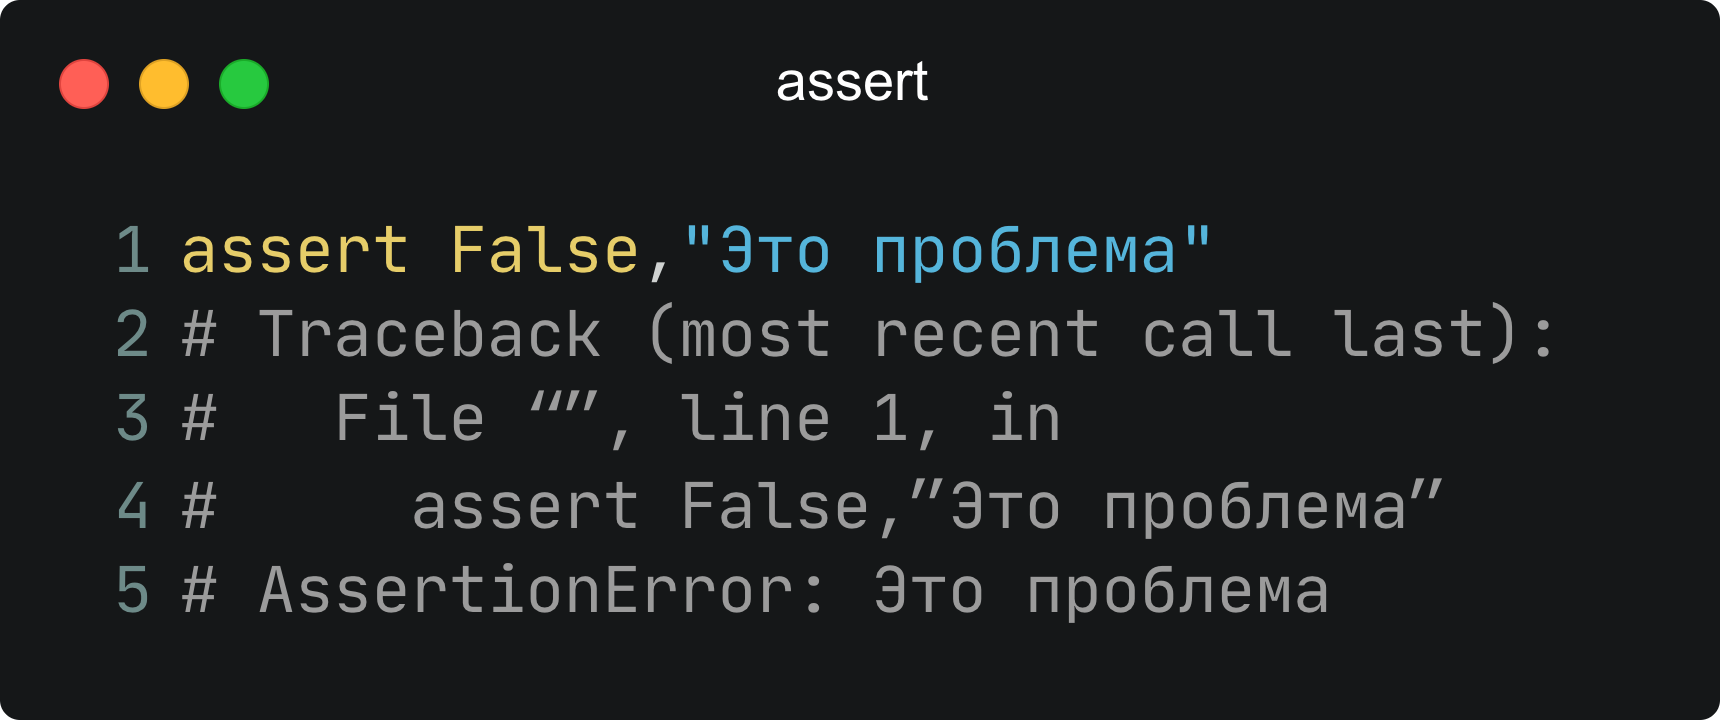 assert
1 assert False,"Это проблема"
2 # Traceback (most recent call last):
3 #   File “””, line 1, in
4 #     assert False,”Это проблема”
5 # AssertionError: Это проблема